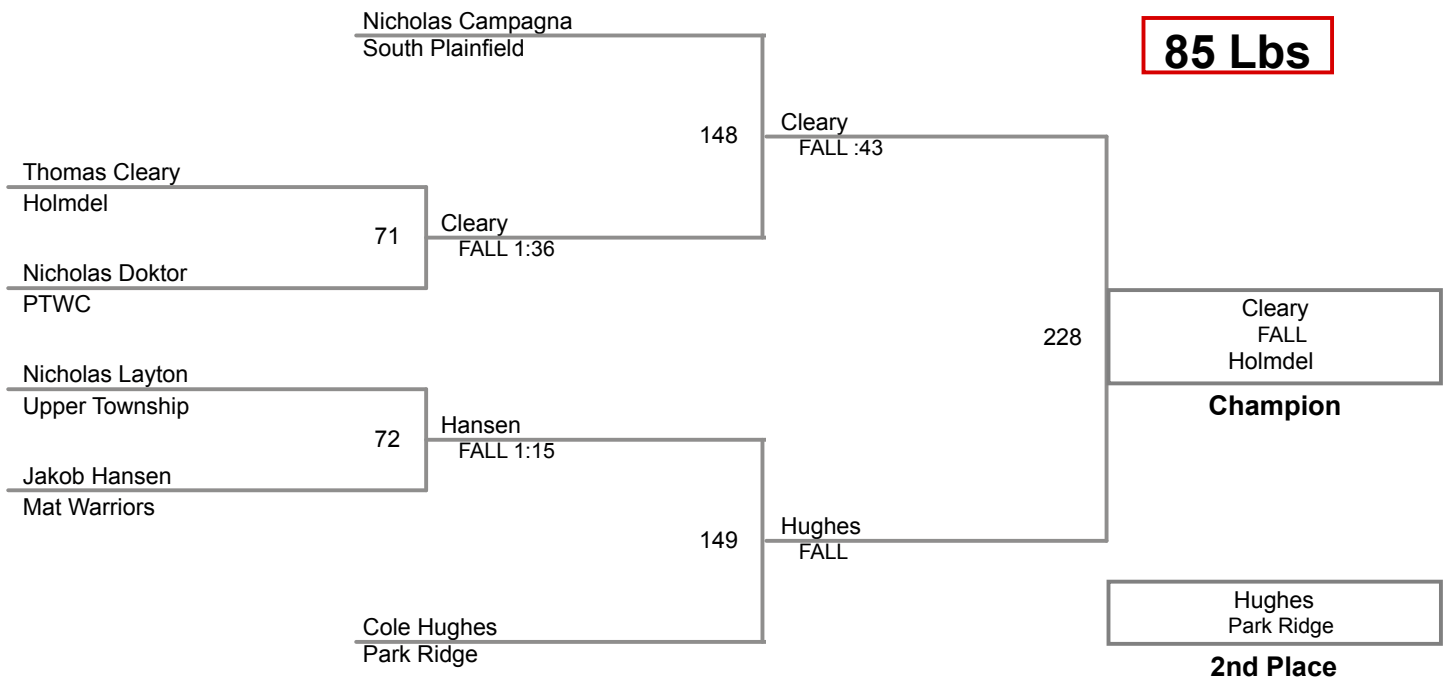 Nicholas Campagna
South Plainfield
85 Lbs
148
Cleary
FALL :43
Thomas Cleary
Holmdel
71
Cleary
FALL 1:36
Nicholas Doktor
PTWC
228
Cleary
FALL
Holmdel
Champion
Nicholas Layton
Upper Township
72
Hansen
FALL 1:15
Jakob Hansen
Mat Warriors
149
Hughes
FALL
Cole Hughes
Park Ridge
Hughes
Park Ridge
2nd Place